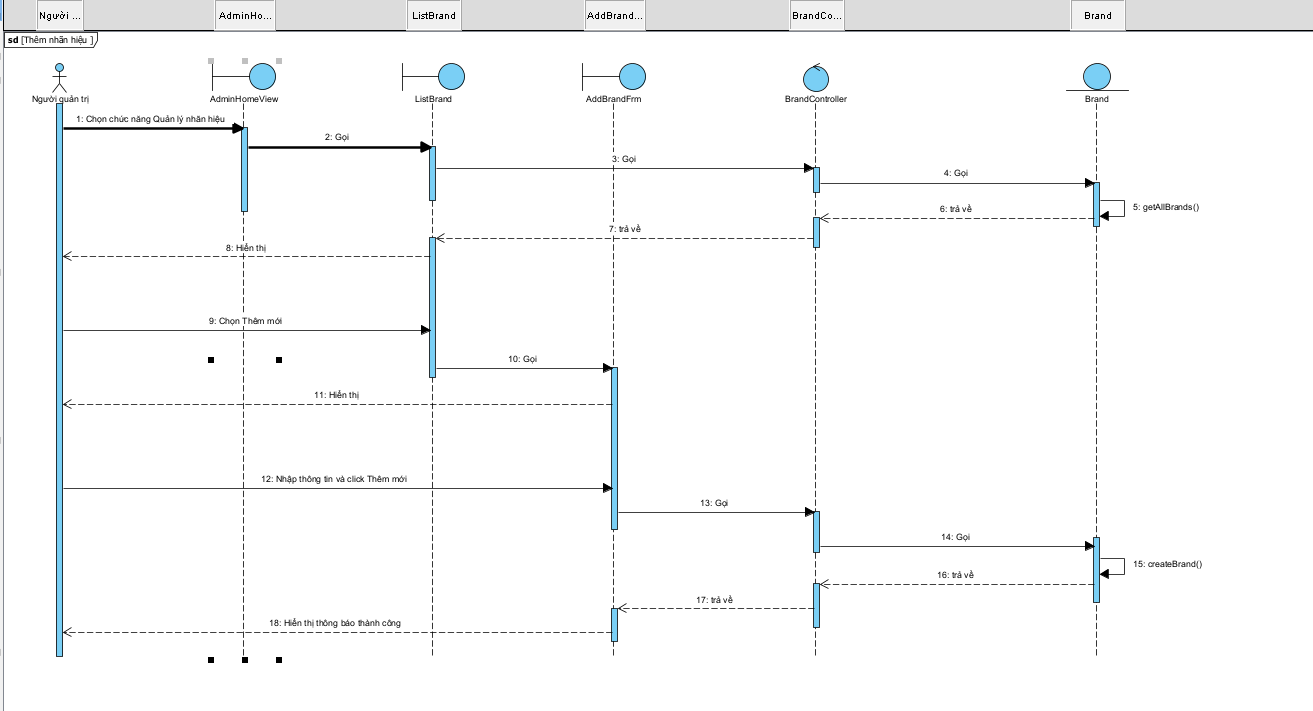 Người ...
AdminHo...
ListBrand
AddBrand...
BrandCo...
Brand
sd [Thêm nhãn hiệu ]
Người quản trị
AdminHomeView
ListBrand
AddBrandFrm
BrandController
Brand
1: Chọn chức năng Quản lý nhãn hiệu
2: Gọi
3: Gọi
4: Gọi
5: getAllBrands()
6: trả về
7: trả về
8: Hiển thị
9: Chọn Thêm mới
10: Gọi
11: Hiển thị
12: Nhập thông tin và click Thêm mới
13: Gọi
14: Gọi
15: createBrand()
16: trả về
17: trả về
18: Hiển thị thông báo thành công